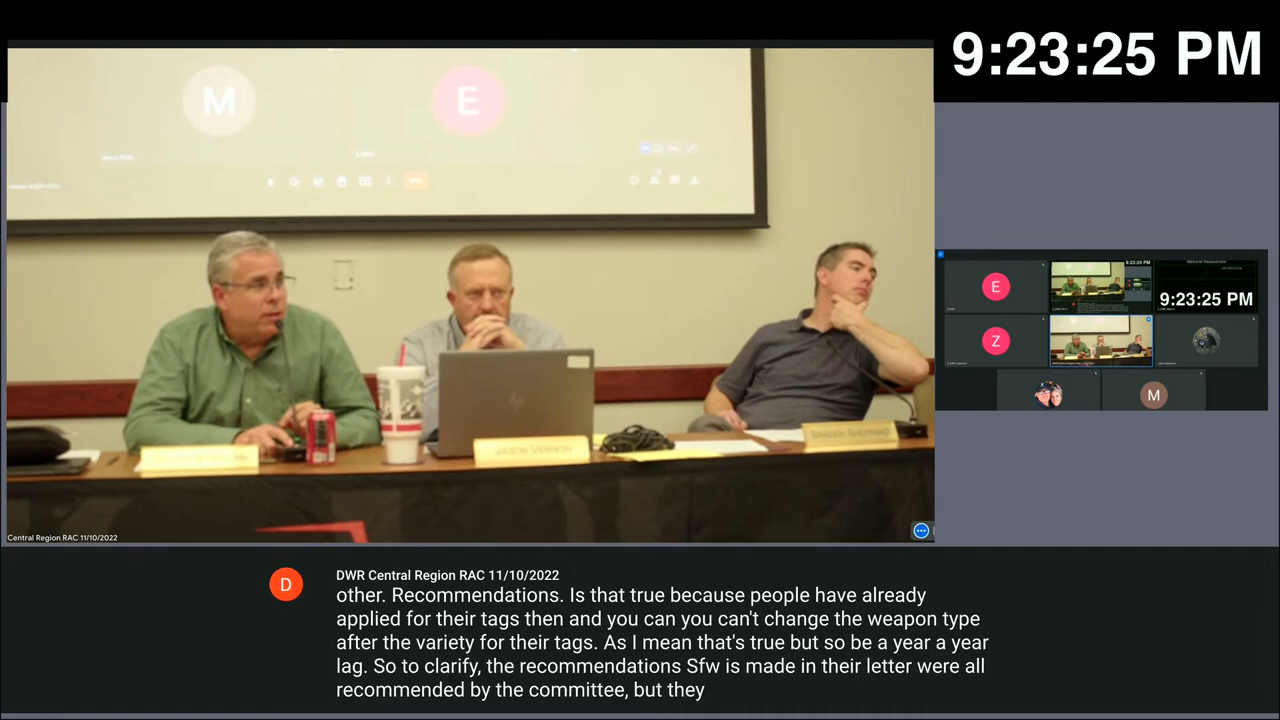 9:23:25 PM
M
E
E
9:23:25 PM
Z
M
JASON VERNON
Central Region RAC 11/10/2022
D
DWR Central Region RAC 11/10/2022
other. Recommendations. Is that true because people have already
applied for their tags then and you can you can't change the weapon type
after the variety for their tags. As I mean that's true but so be a year a year
lag. So to clarify, the recommendations Sfw is made in their letter were all
recommended by the committee, but they